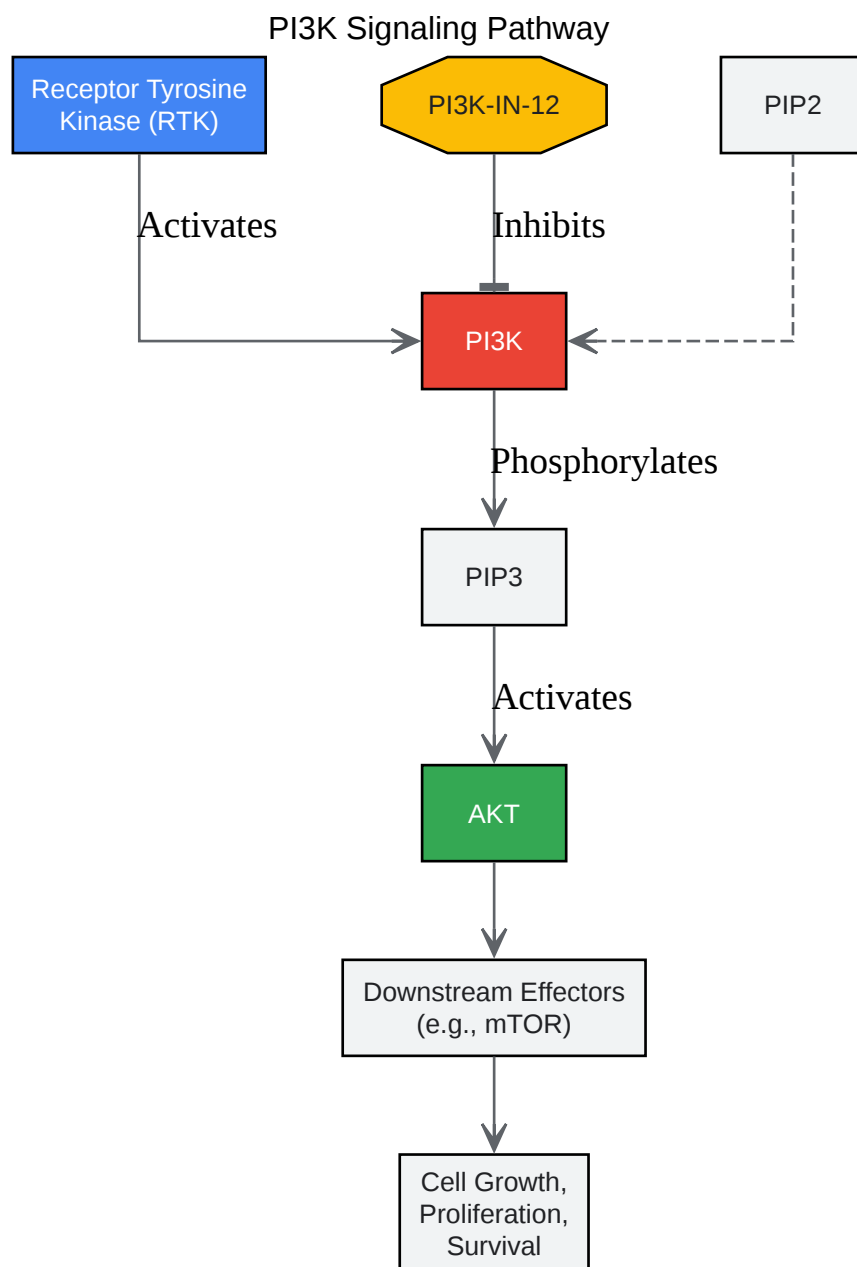 PI3K Signaling Pathway
Receptor Tyrosine
Kinase (RTK)
PI3K-IN-12
PIP2
Activates
Inhibits
PI3K
Phosphorylates
PIP3
Activates
AKT
Downstream Effectors
(e.g., mTOR)
Cell Growth,
Proliferation,
Survival